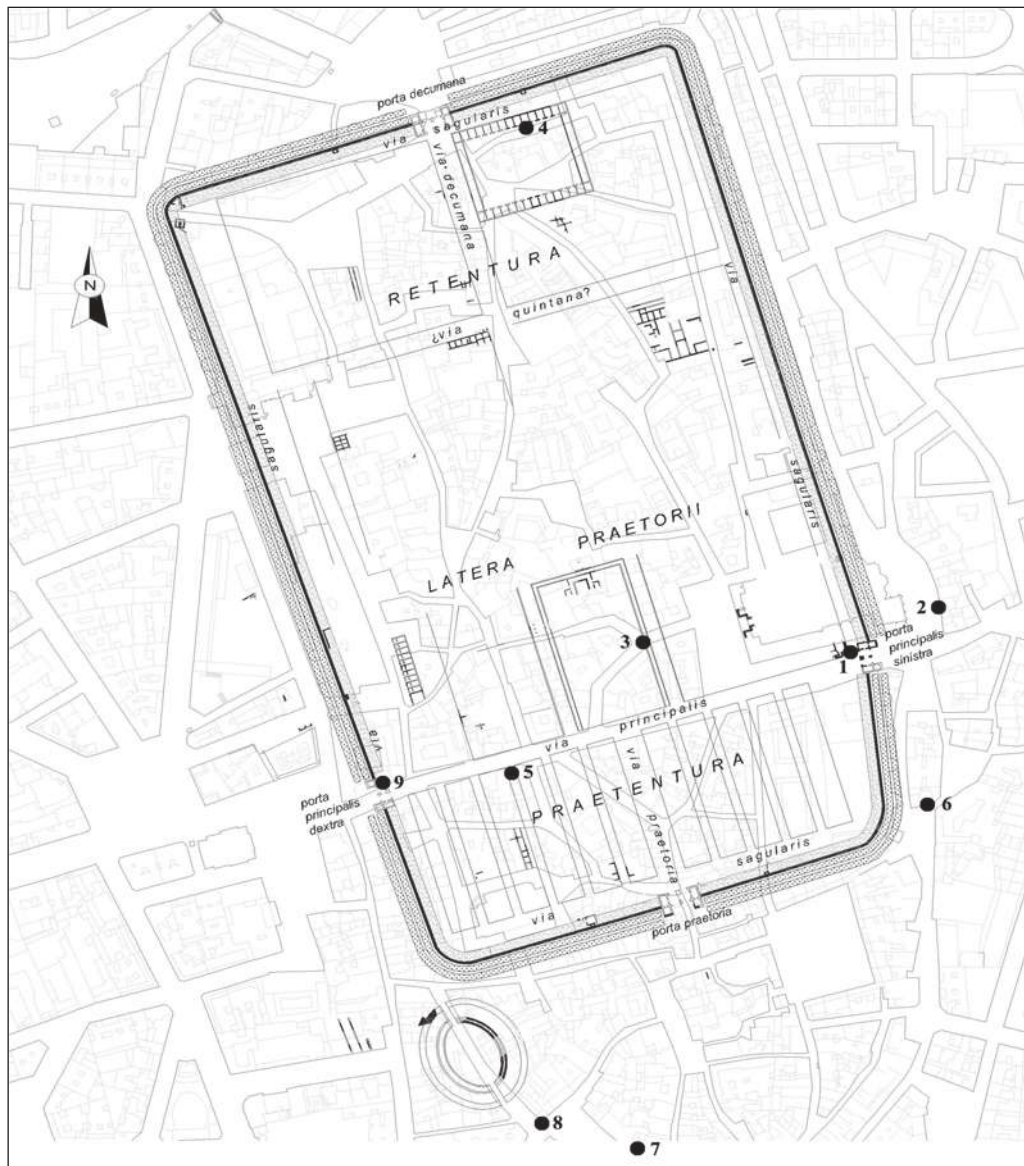 porta decumana
via sagularis
4
via decumana
N
RETENTURA
via
¿via quintana?
sagularis
sagularis
LATERA PRAETORII
2
3
1
porta
principalis
sinistra
via principalis
via
9
5
via
PRAETENTURA
porta
principalis
dextra
6
praetoria
sagularis
via
porta praetoria
8
7